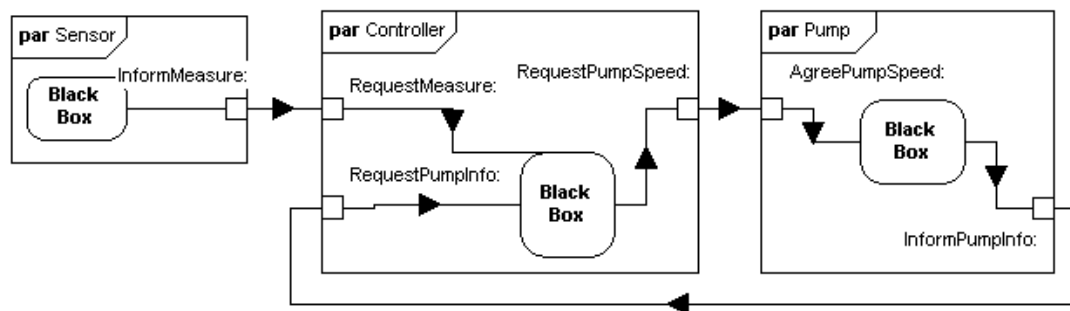 par Sensor
InformMeasure:
Black
Box
par Controller
RequestMeasure:
RequestPumpSpeed:
RequestPumpInfo:
Black
Box
par Pump
AgreePumpSpeed:
Black
Box
InformPumpInfo: